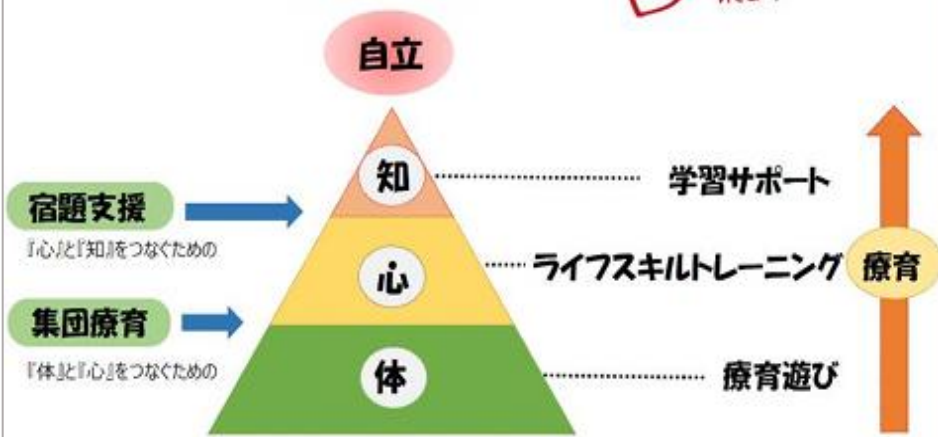 自立
知
学習サポート
宿題支援
『心』と『知』をつなぐための
心
ライフスキルトレーニング
療育
集団療育
『体』と『心』をつなぐための
体
療育遊び